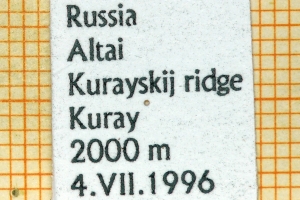 Russia
Altai
Kurayskij ridge
Kuray
2000 m
4.VII.1996